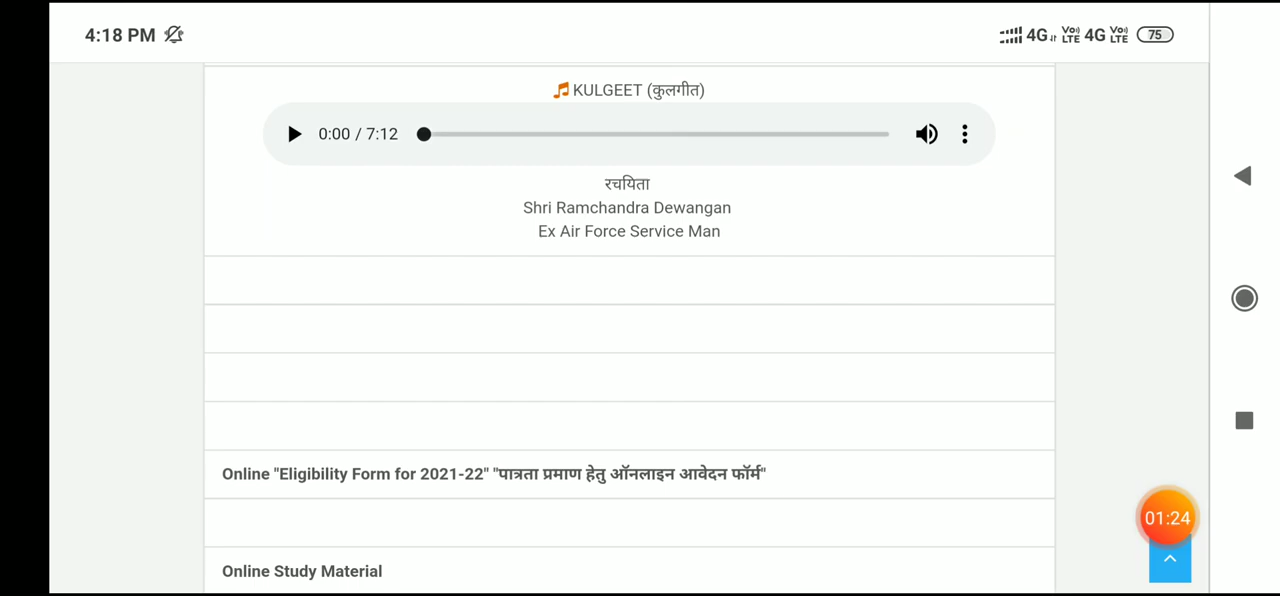 4:18 PM
4G VoLTE 4G VoLTE 75
KULGEET (कुलगीत)
0:00 / 7:12
रचयिता
Shri Ramchandra Dewangan
Ex Air Force Service Man
Online "Eligibility Form for 2021-22" "पात्रता प्रमाण हेतु ऑनलाइन आवेदन फॉर्म"
01:24
Online Study Material